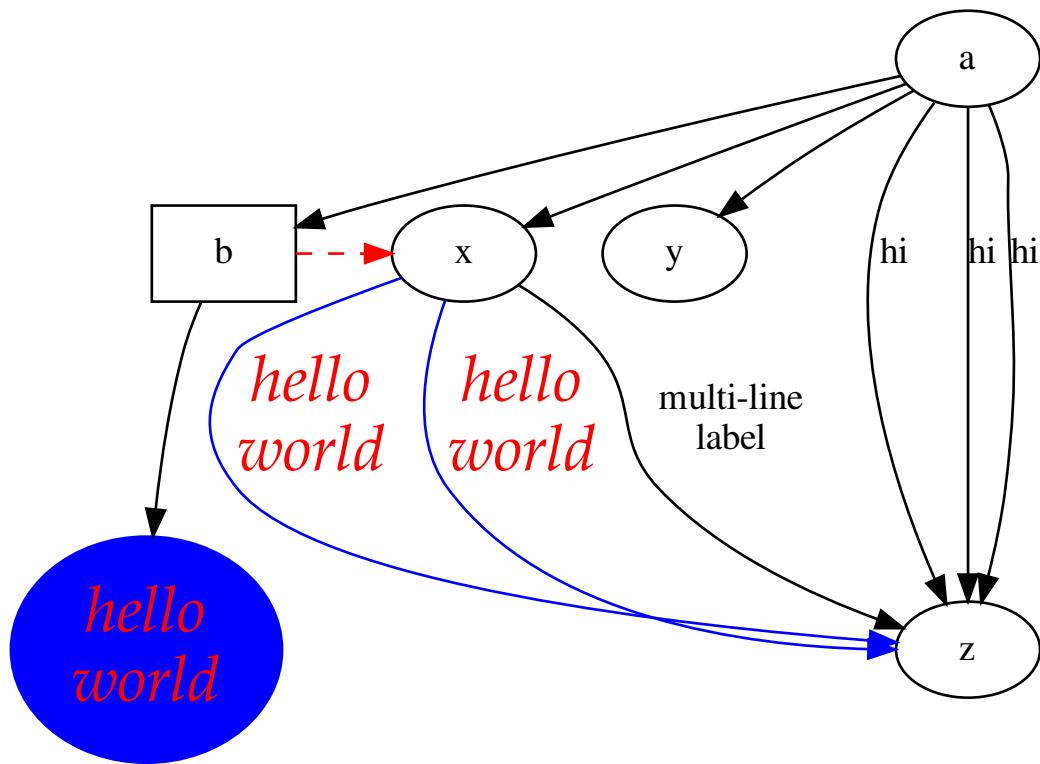 a
b
x
y
hi
hi
hi
hello
world
hello
world
multi-line
label
hello
world
z